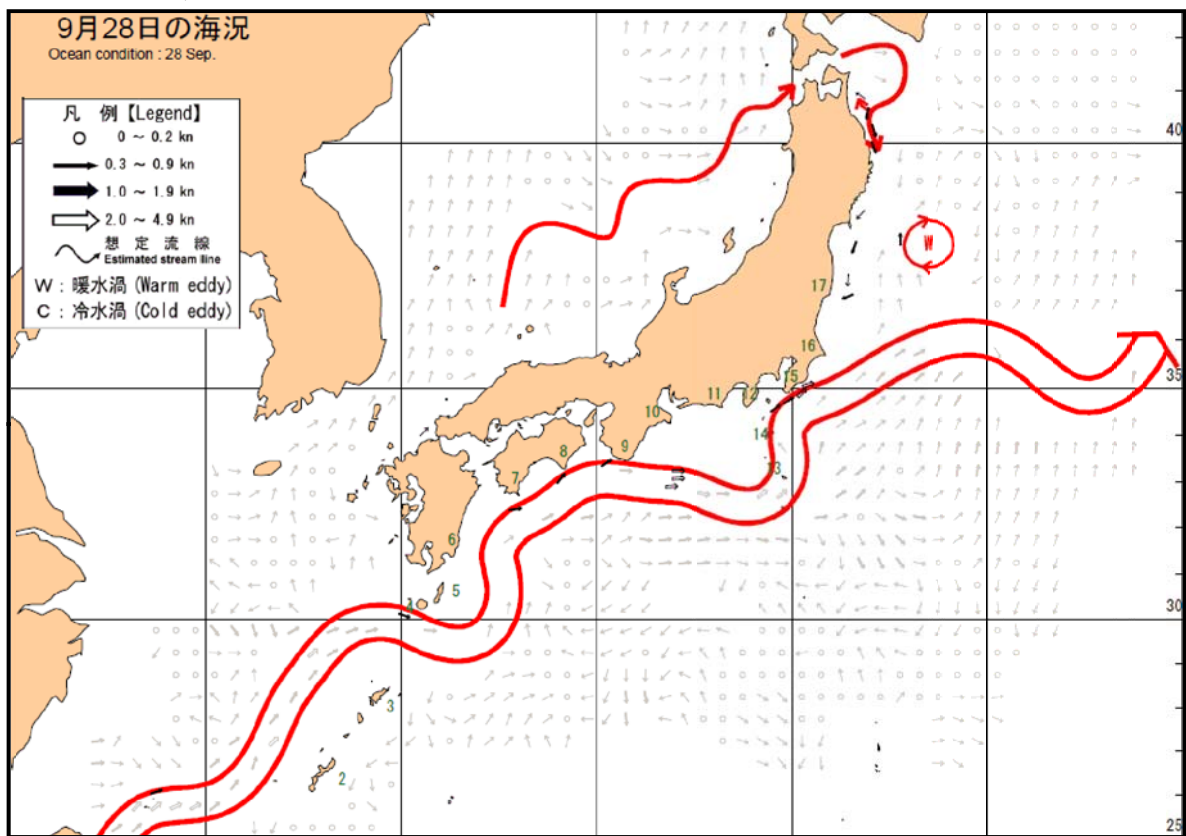 9月28日の海況
Ocean condition : 28 Sep.
凡 例【Legend】
0 ～ 0.2 kn
0.3 ～ 0.9 kn
1.0 ～ 1.9 kn
2.0 ～ 4.9 kn
想 定 流 線
Estimated stream line
W : 暖水渦 (Warm eddy)
C : 冷水渦 (Cold eddy)
40
W
17
16
35
15
12
11
10
14
9
8
13
7
6
5
4
30
3
2
25